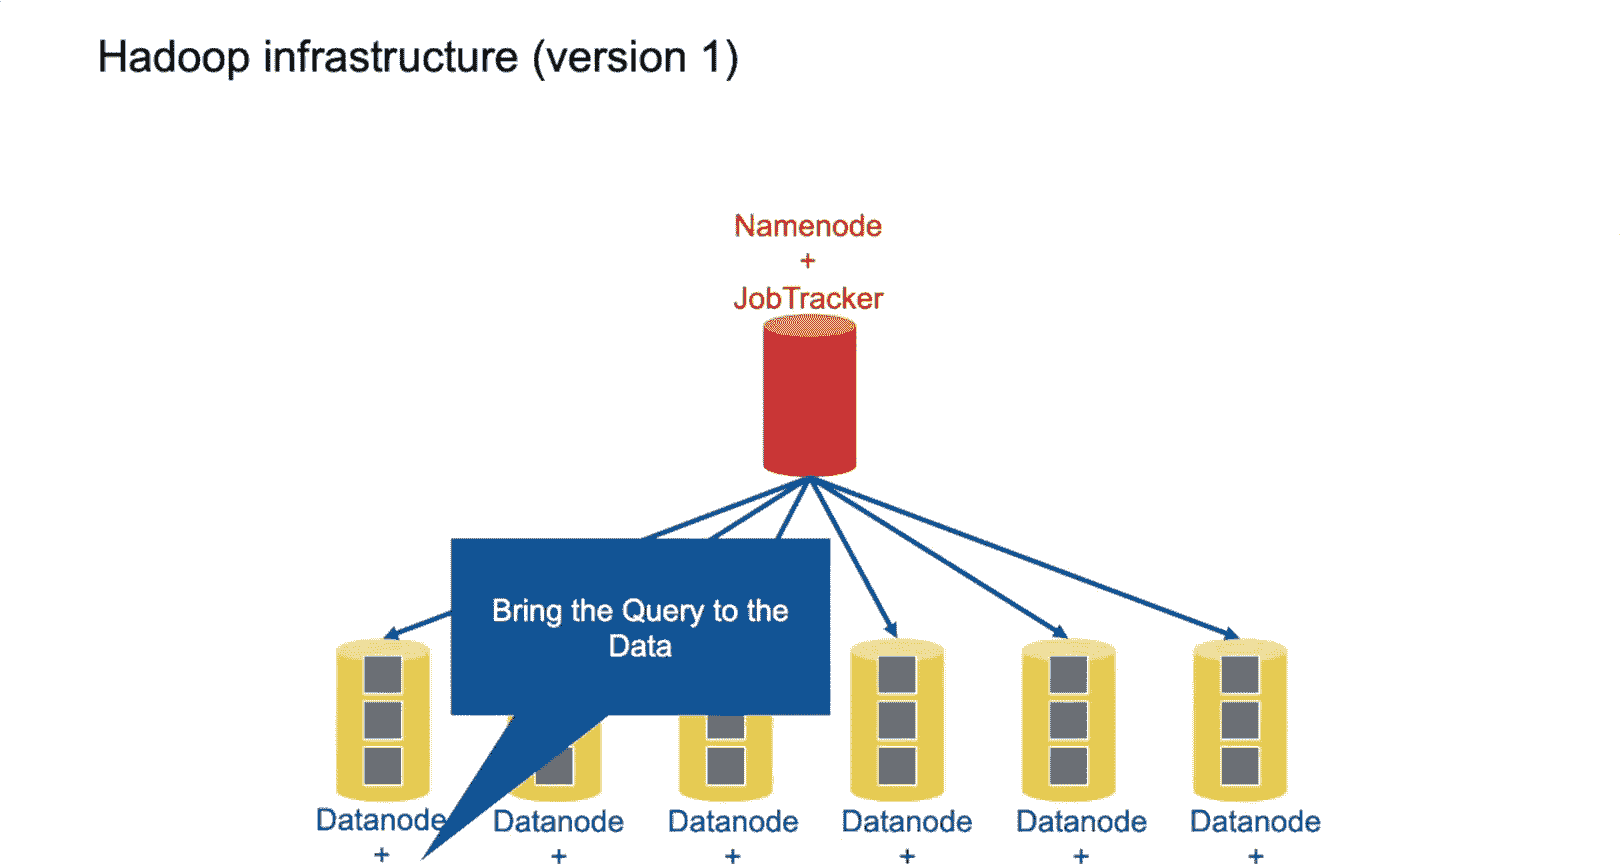 Hadoop infrastructure (version 1)
Namenode
+
JobTracker
Bring the Query to the
Data
Datanode Datanode Datanode Datanode Datanode Datanode
+ + + + + +